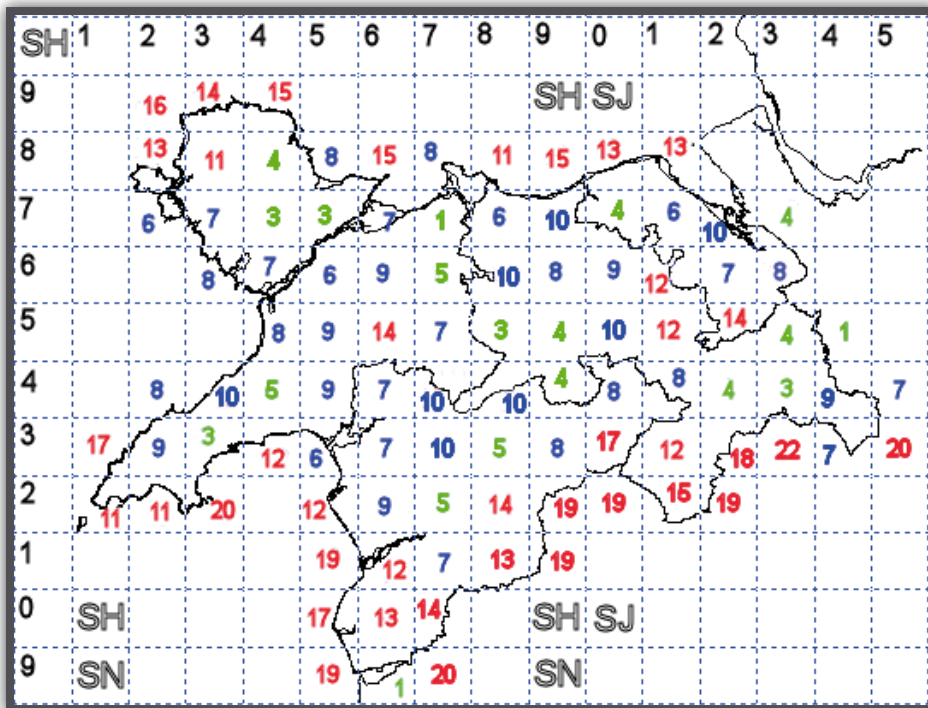 SH 1 2 3 4 5 6 7 8 9 0 1 2 3 4 5
9 16 14 15 SH SJ
8 13 11 4 8 15 8 11 15 13 13
7 6 7 3 3 7 1 6 10 4 6 10 4
6 8 7 6 9 5 10 8 9 12 7 8
5 8 9 14 7 3 4 10 12 14 4 1
4 8 10 5 9 7 10 10 4 8 8 4 3 9 7
3 17 9 3 12 6 7 10 5 8 17 12 18 22 7 20
2 11 11 20 12 9 5 14 19 19 15 19
1 19 12 7 13 19
0 SH 17 13 14 SH SJ
9 SN 19 1 20 SN